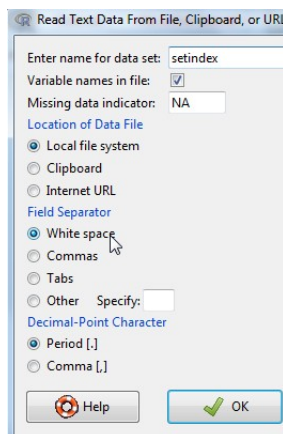 Read Text Data From File, Clipboard, or URL
Enter name for data set: setindex
Variable names in file:
Missing data indicator: NA
Location of Data File
Local file system
Clipboard
Internet URL
Field Separator
White space
Commas
Tabs
Other Specify:
Decimal-Point Character
Period [.]
Comma [,]
Help OK